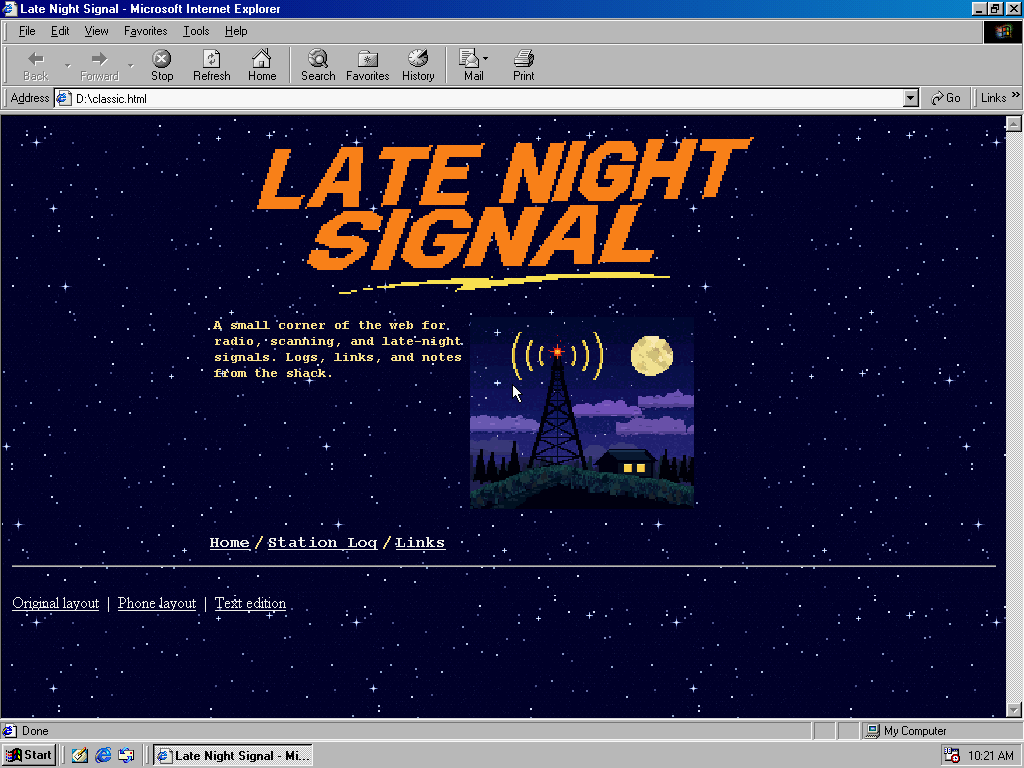 Late Night Signal - Microsoft Internet Explorer
File Edit View Favorites Tools Help
Back Forward Stop Refresh Home Search Favorites History Mail Print
Address D:\classic.html Go Links »
LATE NIGHT
SIGNAL
A small corner of the web for
radio, scanning, and late-night
signals. Logs, links, and notes
from the shack.
Home / Station Log / Links
Original layout | Phone layout | Text edition
Done My Computer
Start Late Night Signal - Mi... 10:21 AM